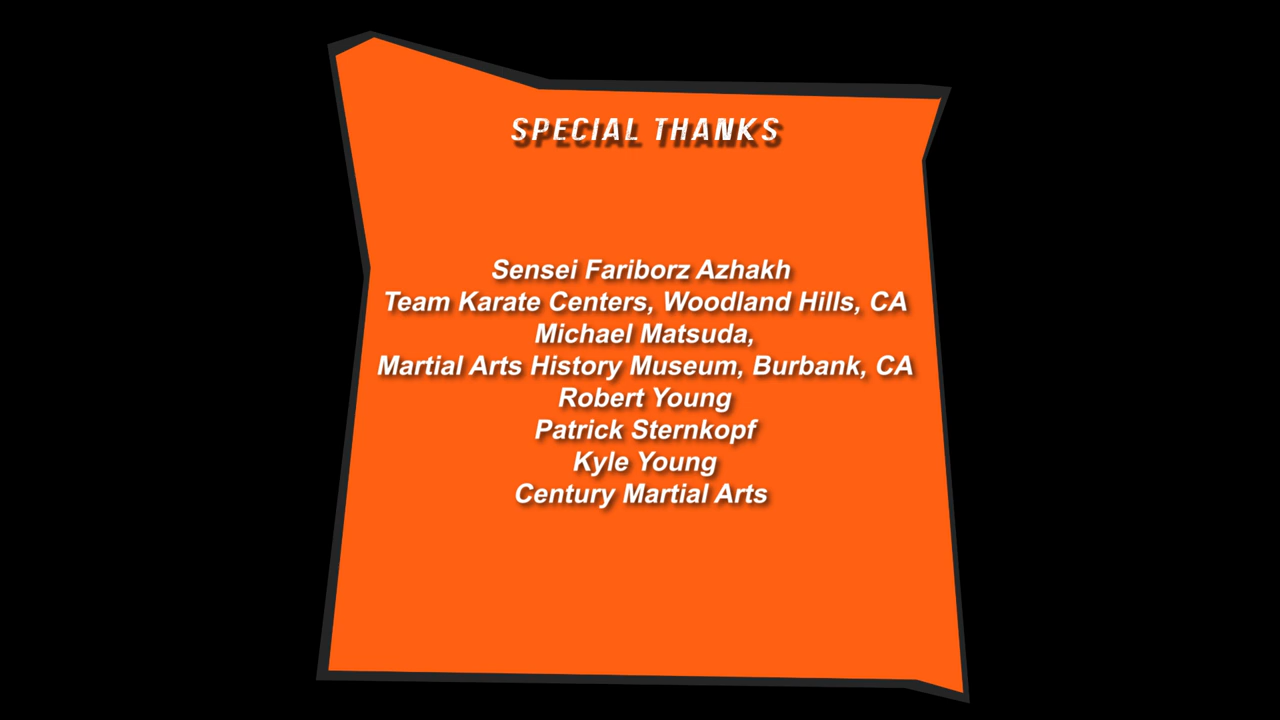 SPECIAL THANKS
Sensei Fariborz Azhakh
Team Karate Centers, Woodland Hills, CA
Michael Matsuda,
Martial Arts History Museum, Burbank, CA
Robert Young
Patrick Sternkopf
Kyle Young
Century Martial Arts